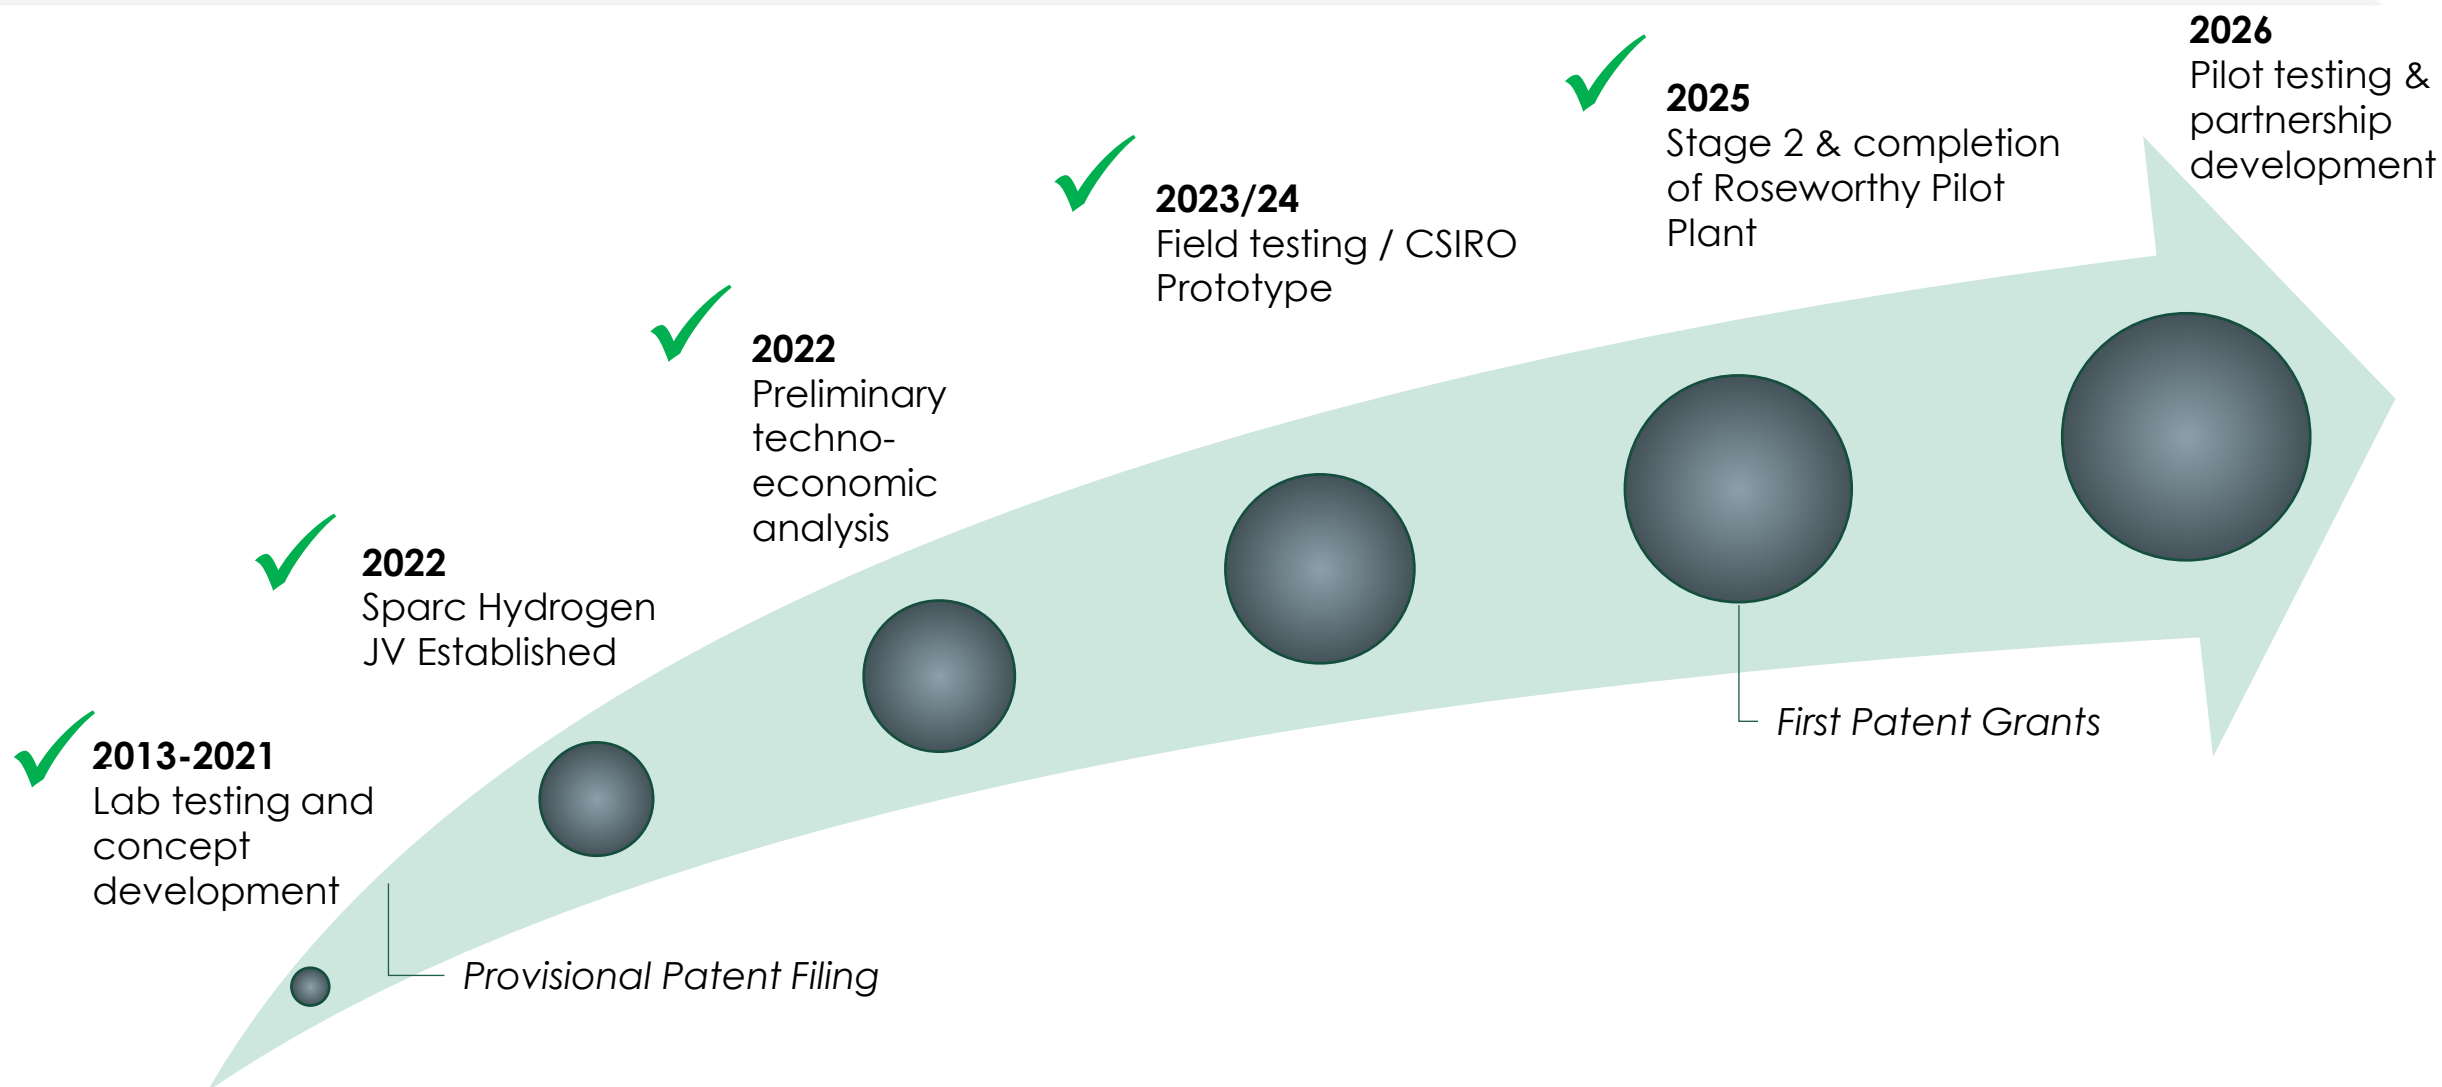 2013-2021
Lab testing and
concept
development
Provisional Patent Filing
2022
Sparc Hydrogen
JV Established
2022
Preliminary
techno-
economic
analysis
2023/24
Field testing / CSIRO
Prototype
2025
Stage 2 & completion
of Roseworthy Pilot
Plant
First Patent Grants
2026
Pilot testing &
partnership
development